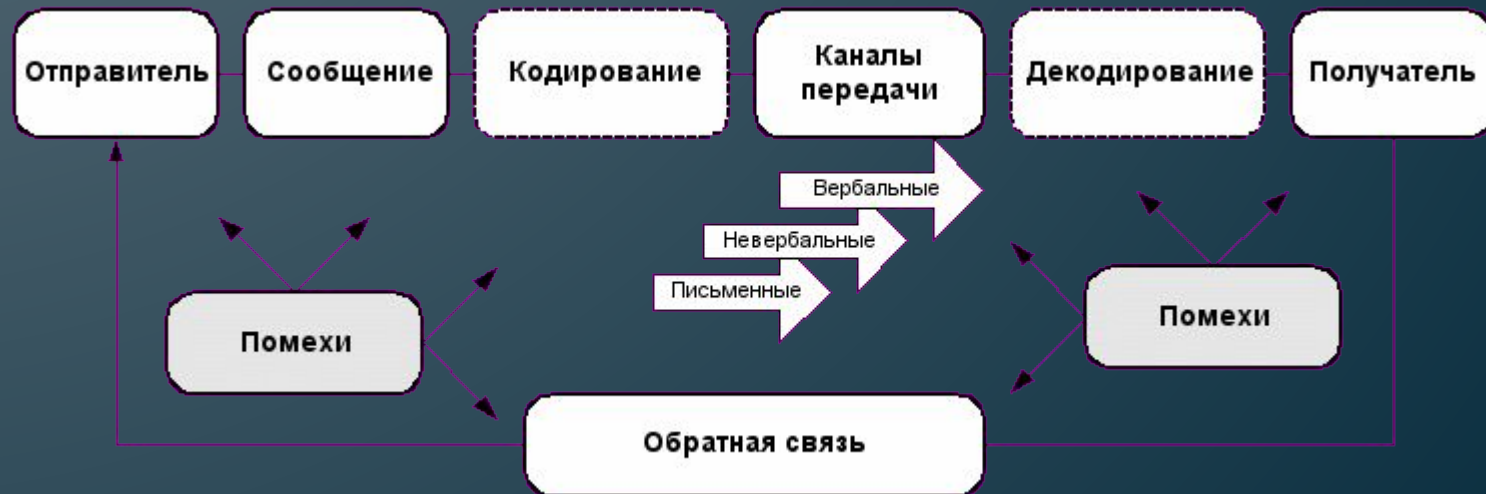 Отправитель
Сообщение
Кодирование
Каналы
передачи
Декодирование
Получатель
Вербальные
Невербальные
Письменные
Помехи
Помехи
Обратная связь